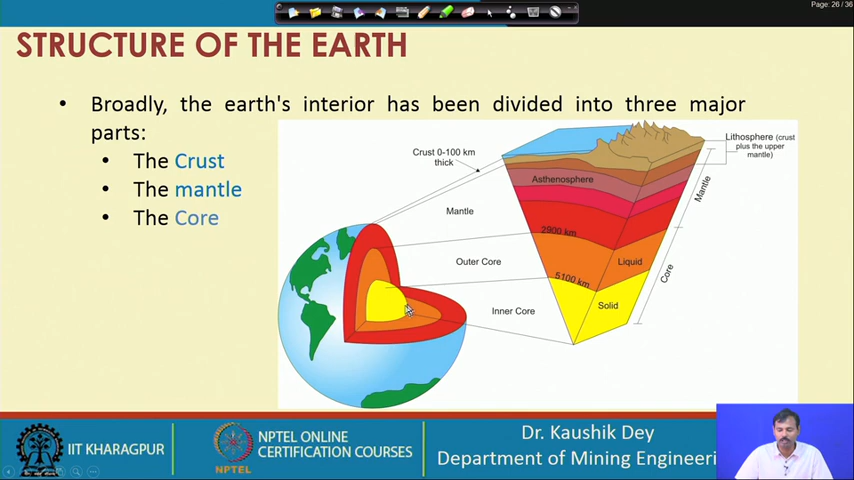 Page: 26 / 36
STRUCTURE OF THE EARTH
• Broadly, the earth's interior has been divided into three major
parts:
• The Crust
• The mantle
• The Core
Crust 0-100 km
thick
Mantle
Outer Core
Inner Core
Asthenosphere
2900 km
5100 km
Liquid
Solid
Lithosphere (crust
plus the upper
mantle)
Mantle
Core
IIT KHARAGPUR
NPTEL
NPTEL ONLINE
CERTIFICATION COURSES
Dr. Kaushik Dey
Department of Mining Engineeri